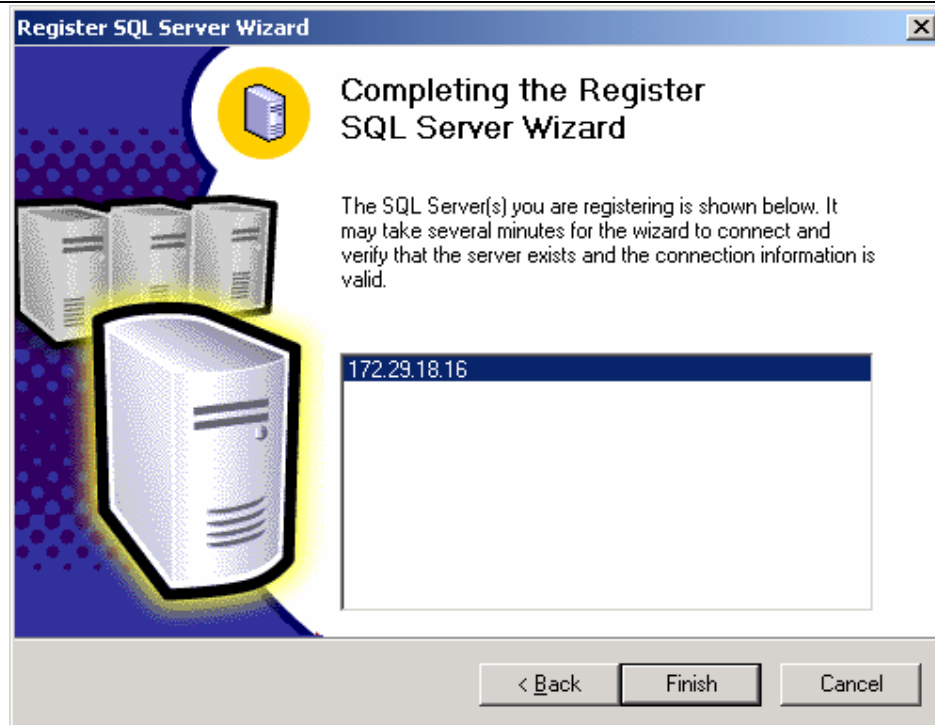 Register SQL Server Wizard
Completing the Register
SQL Server Wizard
The SQL Server(s) you are registering is shown below. It
may take several minutes for the wizard to connect and
verify that the server exists and the connection information is
valid.
172.29.18.16
< Back
Finish
Cancel